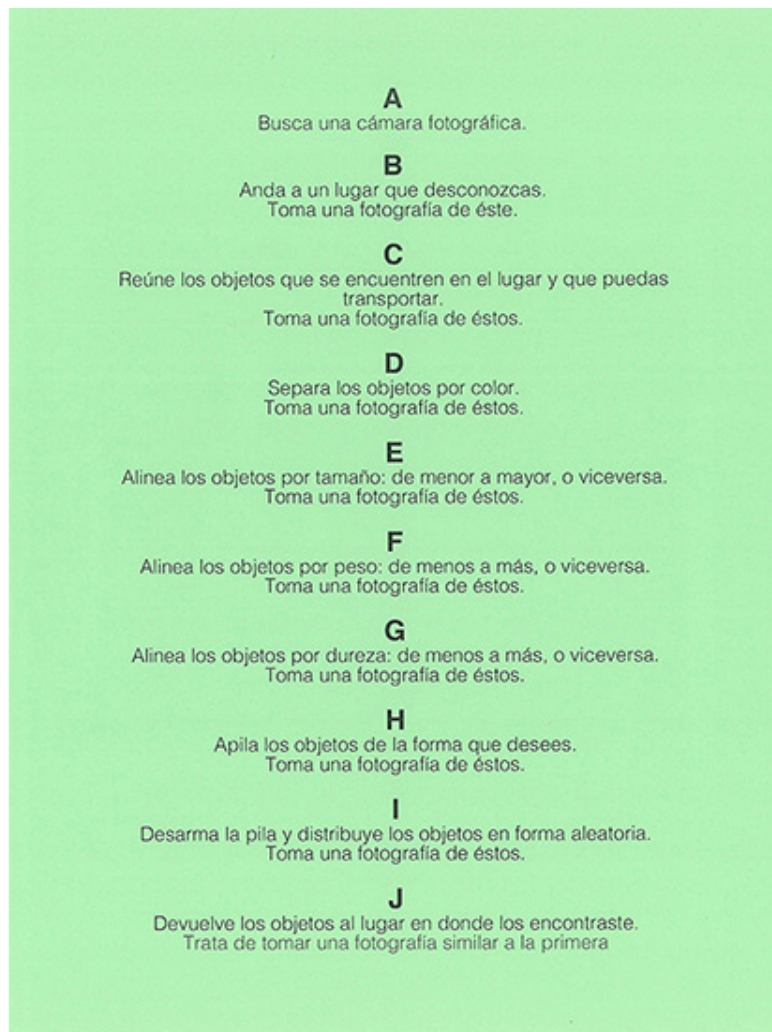 A
Busca una cámara fotográfica.
B
Anda a un lugar que desconozcas.
Toma una fotografía de éste.
C
Reúne los objetos que se encuentren en el lugar y que puedas
transportar.
Toma una fotografía de éstos.
D
Separa los objetos por color.
Toma una fotografía de éstos.
E
Alinea los objetos por tamaño: de menor a mayor, o viceversa.
Toma una fotografía de éstos.
F
Alinea los objetos por peso: de menos a más, o viceversa.
Toma una fotografía de éstos.
G
Alinea los objetos por dureza: de menos a más, o viceversa.
Toma una fotografía de éstos.
H
Apila los objetos de la forma que desees.
Toma una fotografía de éstos.
I
Desarma la pila y distribuye los objetos en forma aleatoria.
Toma una fotografía de éstos.
J
Devuelve los objetos al lugar en donde los encontraste.
Trata de tomar una fotografía similar a la primera